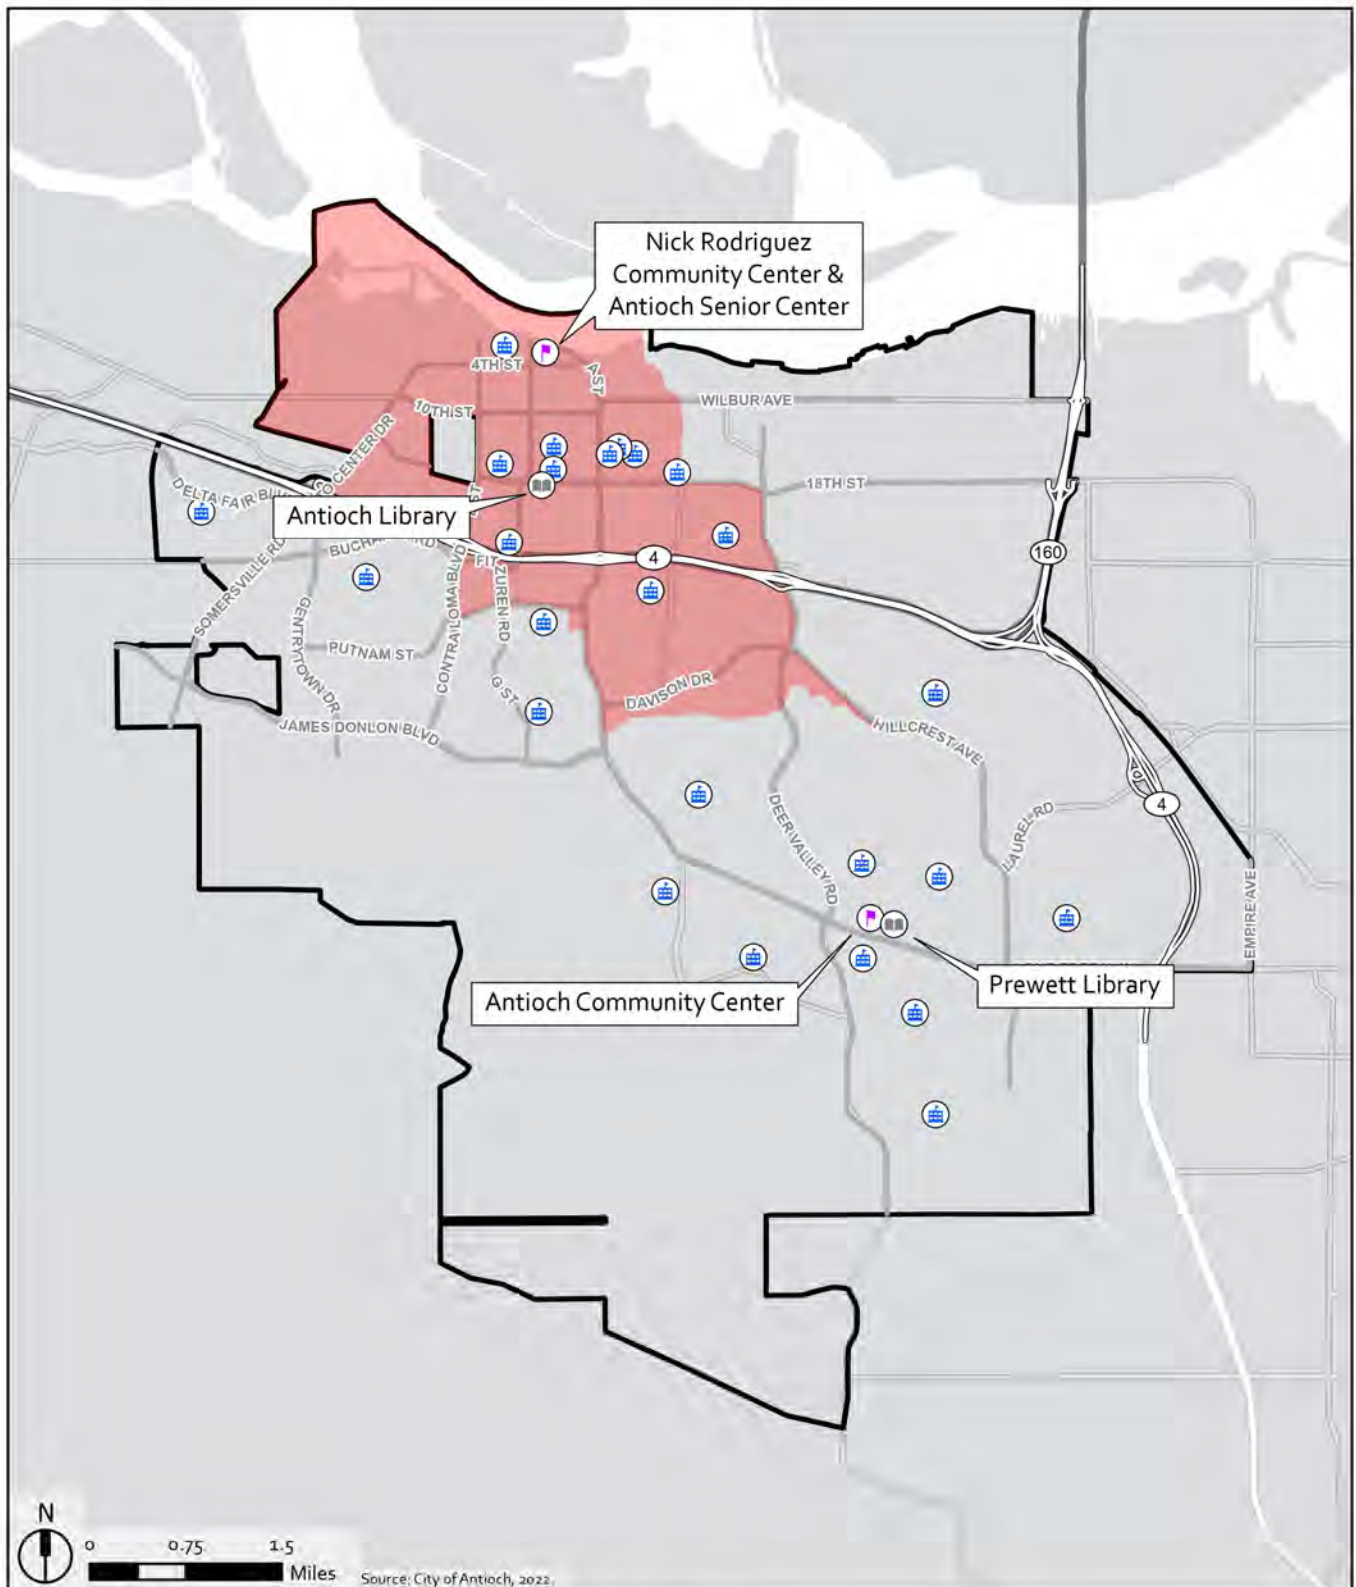 Nick Rodriguez
Community Center &
Antioch Senior Center
4TH ST
A ST
10TH ST
WILBUR AVE
SO CENTER DR
18TH ST
DELTA FAIR
Antioch Library
ST
RD
FITZUREN RD
4
160
SOMERSVILLE RD
GENTRYTOWN DR
CONTRA LOMA BLVD
PUTNAM ST
G ST
DAVISON DR
JAMES DONLON BLVD
HILLCREST AVE
DEER VALLEY RD
LAUREL RD
4
EMPIRE AVE
Prewett Library
Antioch Community Center
N
0 0.75 1.5
Miles
Source: City of Antioch, 2022.